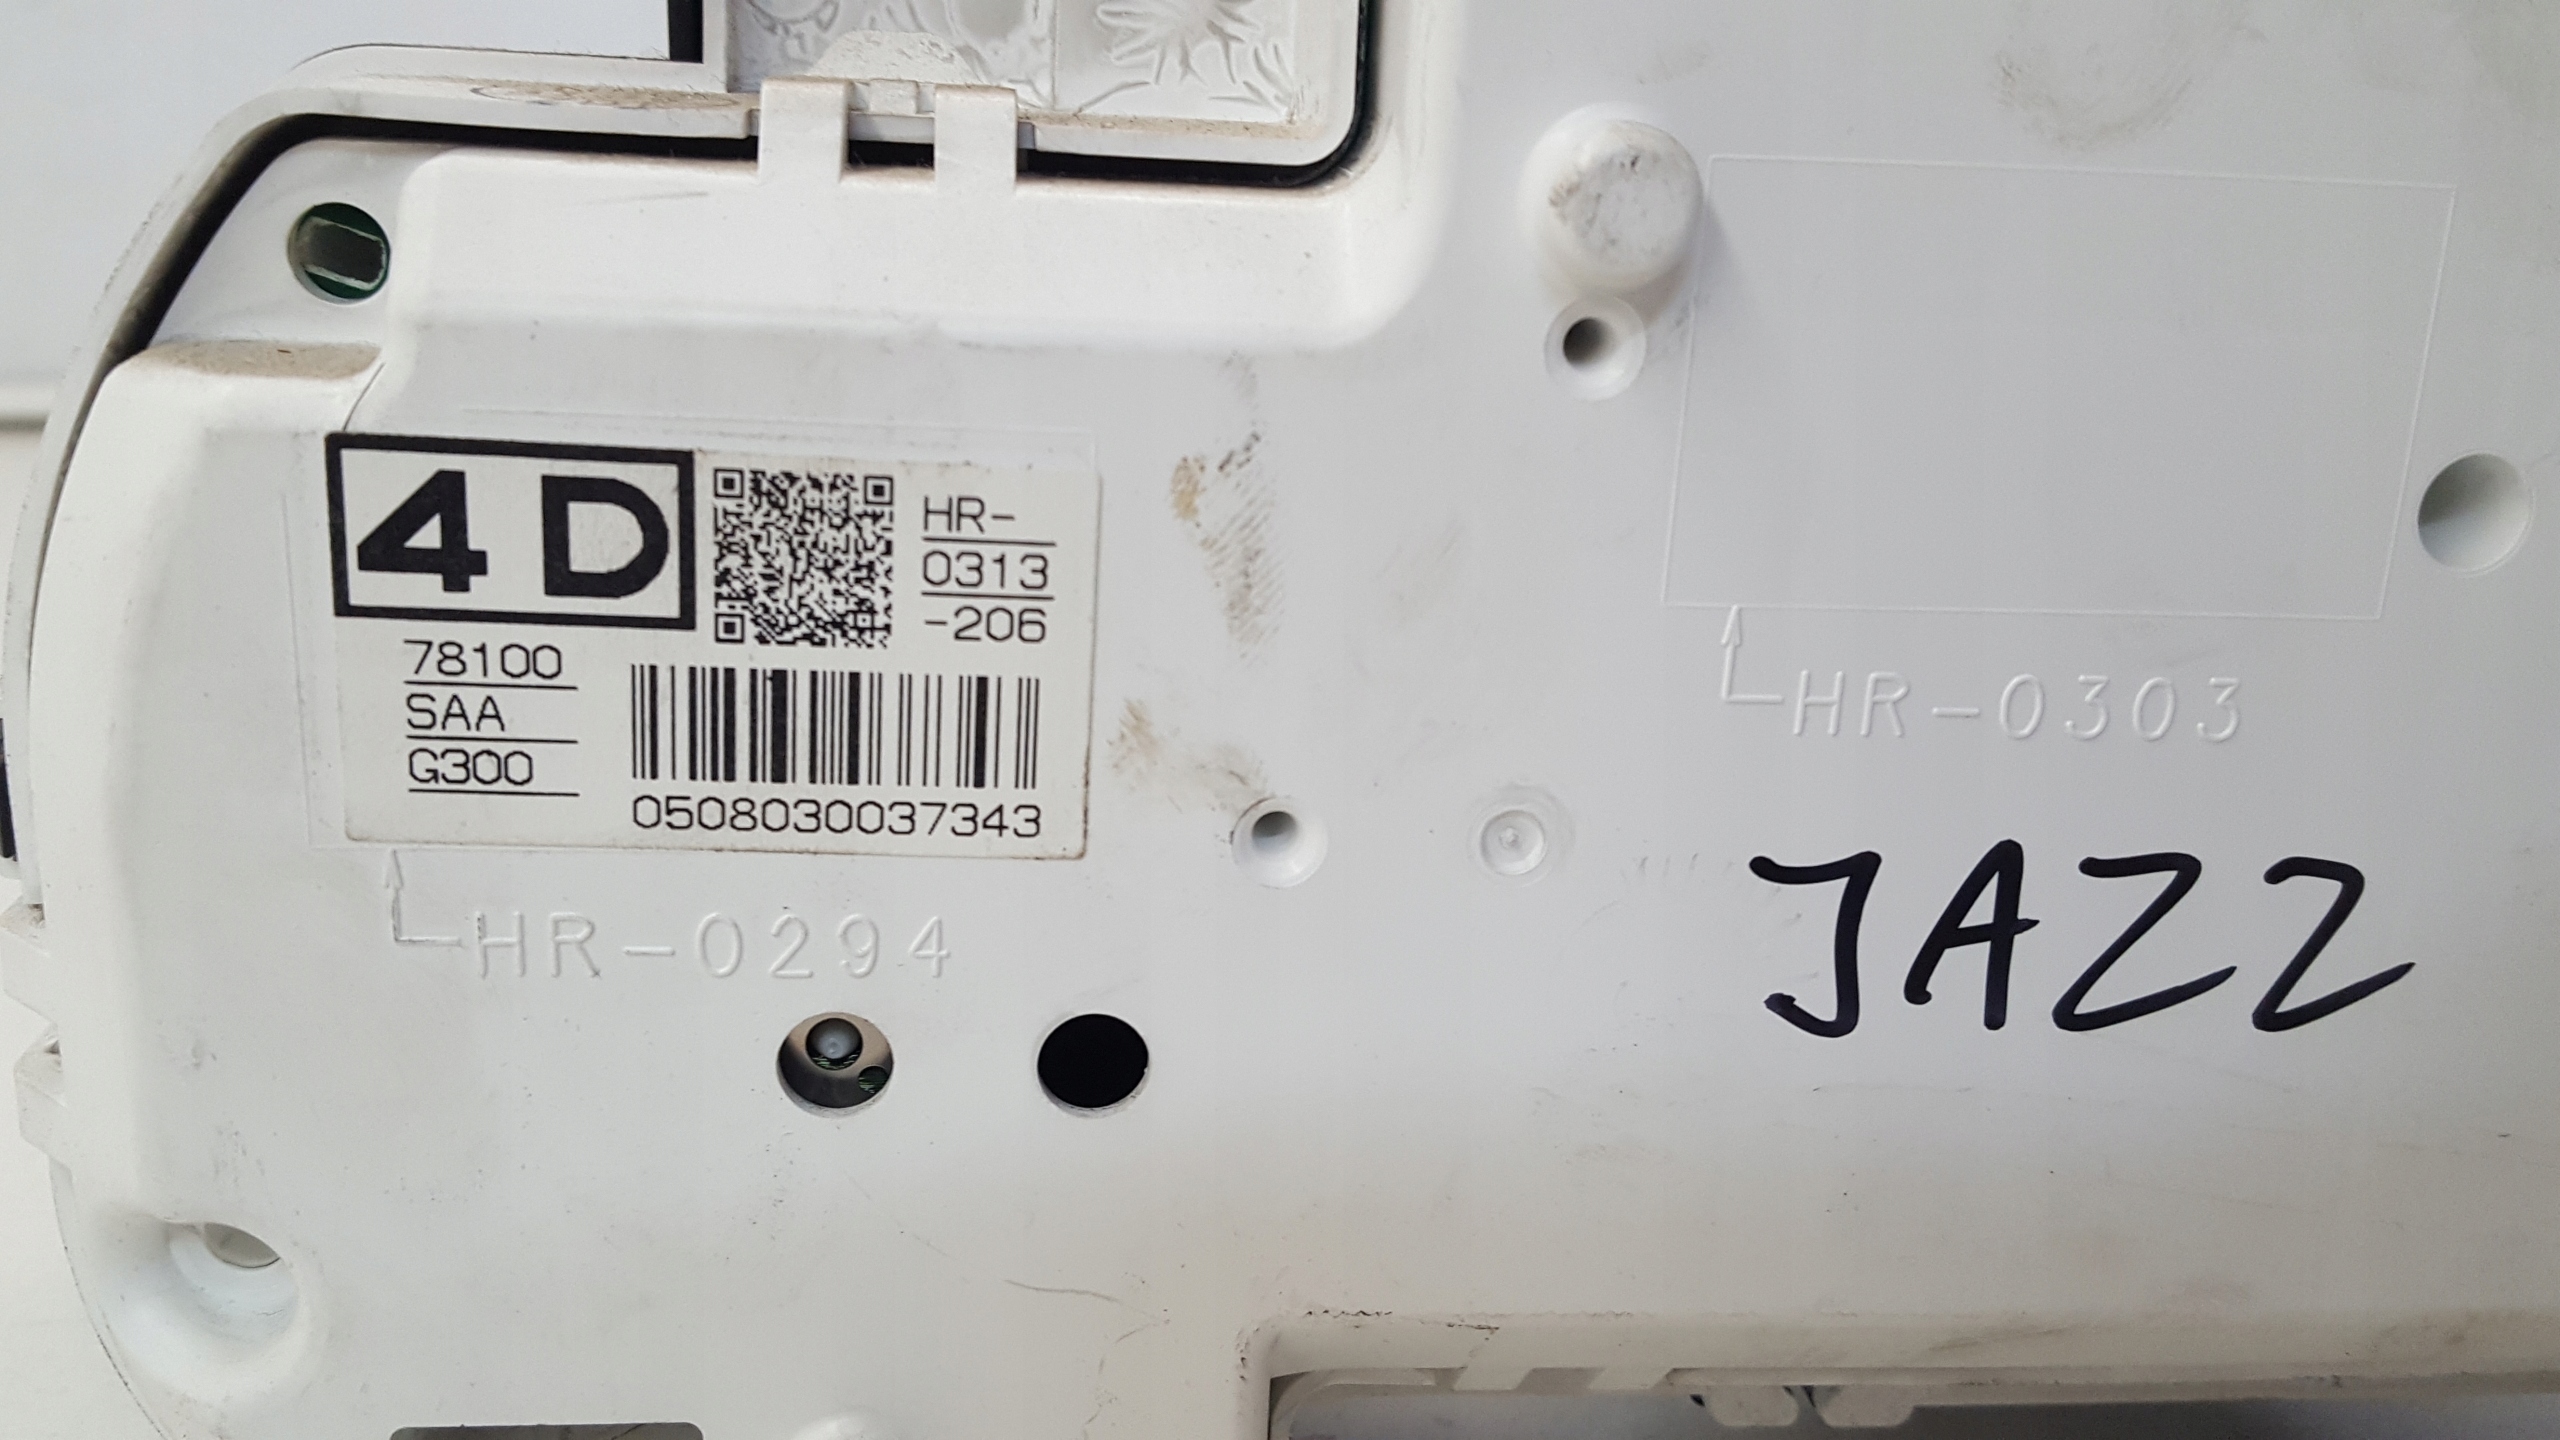 4D
HR-
0313
-206
78100
SAA
G300
0508030037343
HR-0294
HR-0303
JAZZ